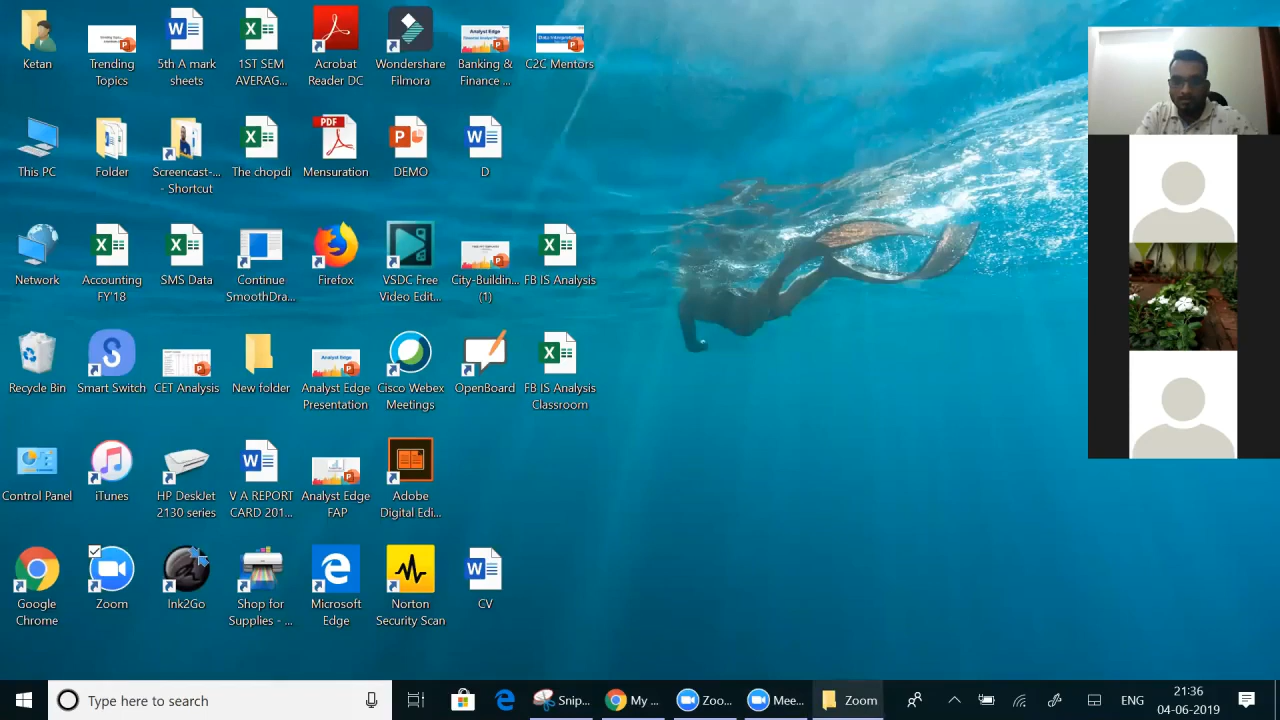 Ketan
Trending
Topics
5th A mark
sheets
1ST SEM
AVERAG...
Acrobat
Reader DC
Wondershare
Filmora
Analyst Edge
Banking &
Finance ...
C2C Mentors
This PC
Folder
Screencast-...
- Shortcut
The chopdi
PDF
Mensuration
DEMO
D
Network
Accounting
FY'18
SMS Data
Continue
SmoothDra...
Firefox
VSDC Free
Video Edit...
City-Buildin...
(1)
FB IS Analysis
Recycle Bin
Smart Switch
CET Analysis
New folder
Analyst Edge
Analyst Edge
Presentation
Cisco Webex
Meetings
OpenBoard
FB IS Analysis
Classroom
Control Panel
iTunes
HP DeskJet
2130 series
V A REPORT
CARD 201...
Analyst Edge
FAP
Adobe
Digital Edi...
Google
Chrome
Zoom
Ink2Go
Shop for
Supplies - ...
Microsoft
Edge
Norton
Security Scan
CV
Type here to search
Snip...
My ...
Zoo...
Mee...
Zoom
ENG
21:36
04-06-2019